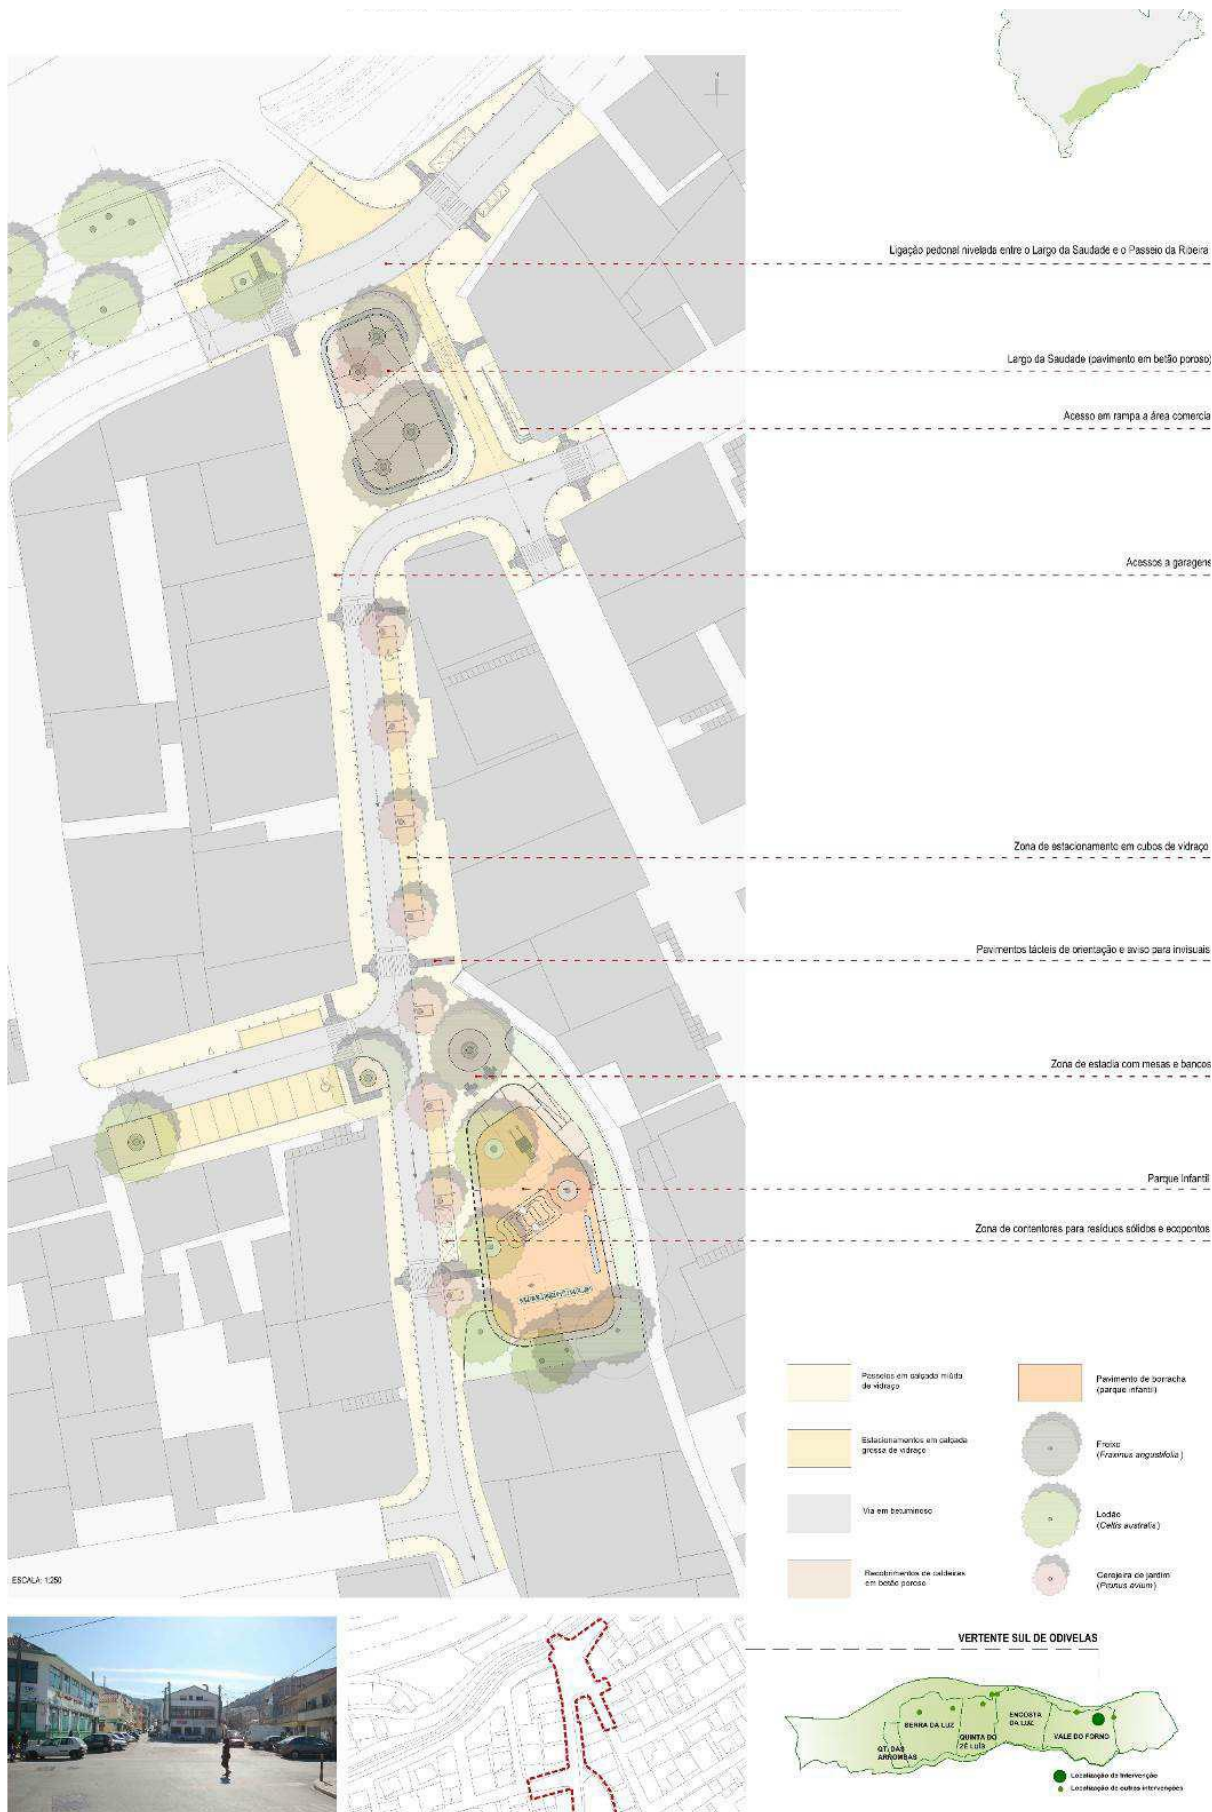 Ligação pedonal nivelada entre o Largo da Saudade e o Passeio da Ribeira
Largo da Saudade (pavimento em betão poroso)
Acesso em rampa a área comercia
Acessos a garagens
Zona de estacionamento em cubos de vidraço
Pavimentos tácteis de orientação e aviso para invisuais
Zona de estadia com mesas e bancos
Parque Infantil
Zona de contentores para resíduos sólidos e ecopontos
Passeios em calçada miúda
de vidraço
Estacionamentos em calçada
grossa de vidraço
Via em betuminoso
Recobrimentos de caldeiras
em betão poroso
Pavimento de borracha
(parque infantil)
Freixo
(Fraxinus angustifolia)
Lodão
(Celtis australis)
Cerejeira de jardim
(Prunus avium)
ESCALA: 1:250
VERTENTE SUL DE ODIVELAS
SERRA DA LUZ
QT. DAS
ARROMBAS
QUINTA DO
ZÉ LUÍS
ENCOSTA
DA LUZ
VALE DO FORNO
Localização da Intervenção
Localização de outras intervenções